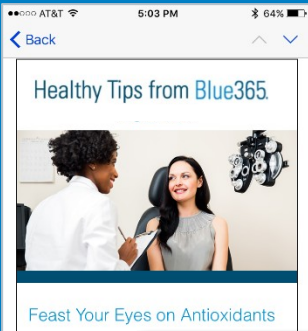 AT&T 5:03 PM 64%
Back
Healthy Tips from Blue365.
Feast Your Eyes on Antioxidants